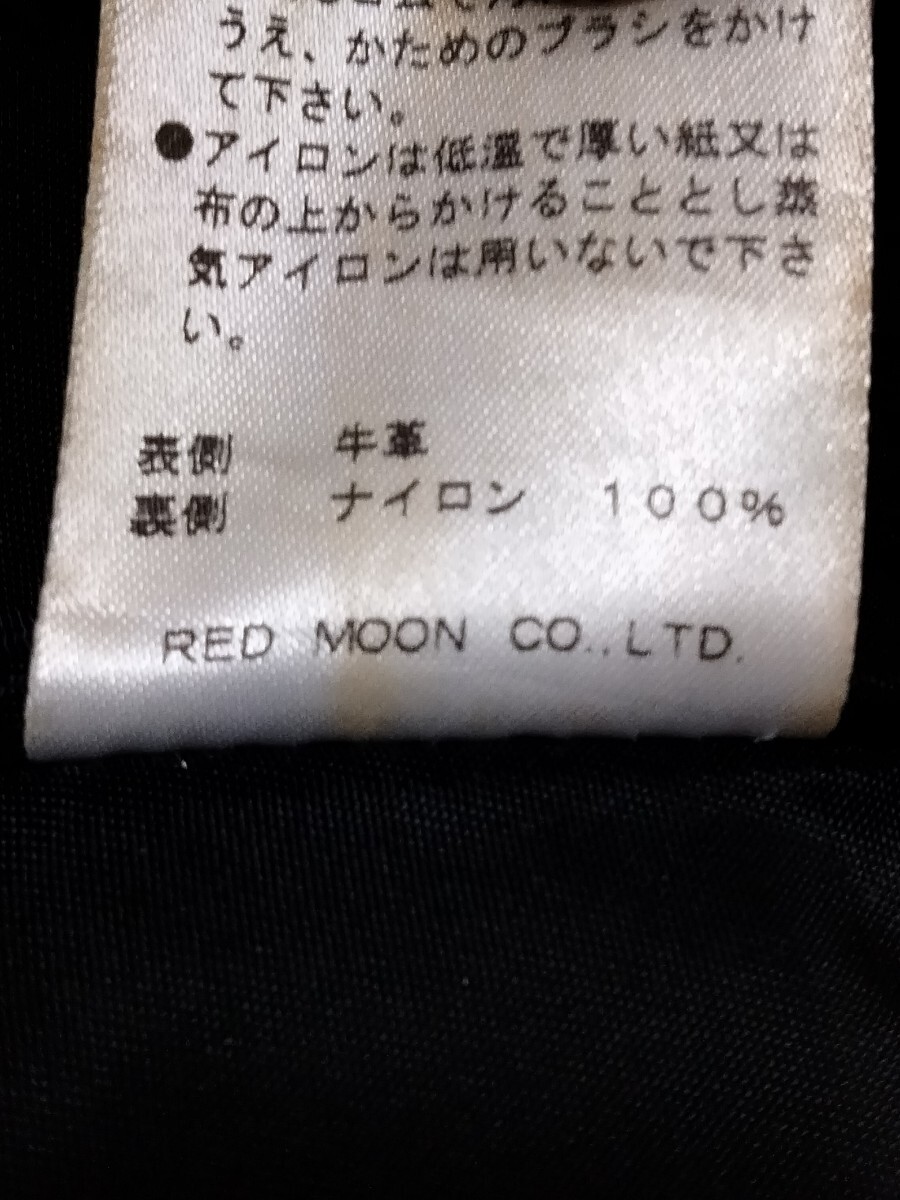 うえ、かためのブラシをかけ
て下さい。
●アイロンは低温で厚い紙又は
布の上からかけることとし蒸
気アイロンは用いないで下さ
い。
表側 牛革
裏側 ナイロン 100%
RED MOON CO.,LTD.